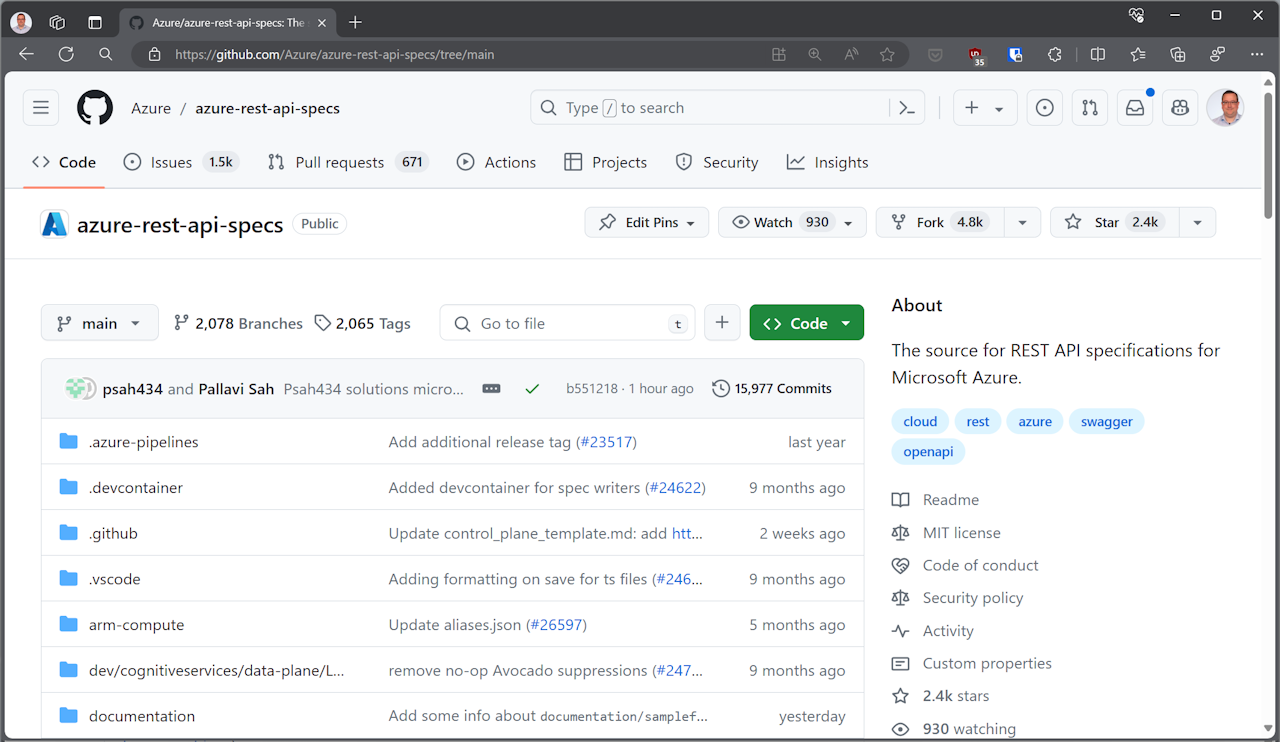 Azure/azure-rest-api-specs: The
https://github.com/Azure/azure-rest-api-specs/tree/main
35
Azure / azure-rest-api-specs
Type / to search
Code
Issues 1.5k
Pull requests 671
Actions
Projects
Security
Insights
azure-rest-api-specs Public
Edit Pins
Watch 930
Fork 4.8k
Star 2.4k
main
2,078 Branches
2,065 Tags
Go to file t
Code
psah434 and Pallavi Sah Psah434 solutions micro... b551218 · 1 hour ago 15,977 Commits
.azure-pipelines Add additional release tag (#23517) last year
.devcontainer Added devcontainer for spec writers (#24622) 9 months ago
.github Update control_plane_template.md: add htt... 2 weeks ago
.vscode Adding formatting on save for ts files (#246... 9 months ago
arm-compute Update aliases.json (#26597) 5 months ago
dev/cognitiveservices/data-plane/L... remove no-op Avocado suppressions (#247... 9 months ago
documentation Add some info about documentation/samplef... yesterday
About
The source for REST API specifications for
Microsoft Azure.
cloud rest azure swagger
openapi
Readme
MIT license
Code of conduct
Security policy
Activity
Custom properties
2.4k stars
930 watching